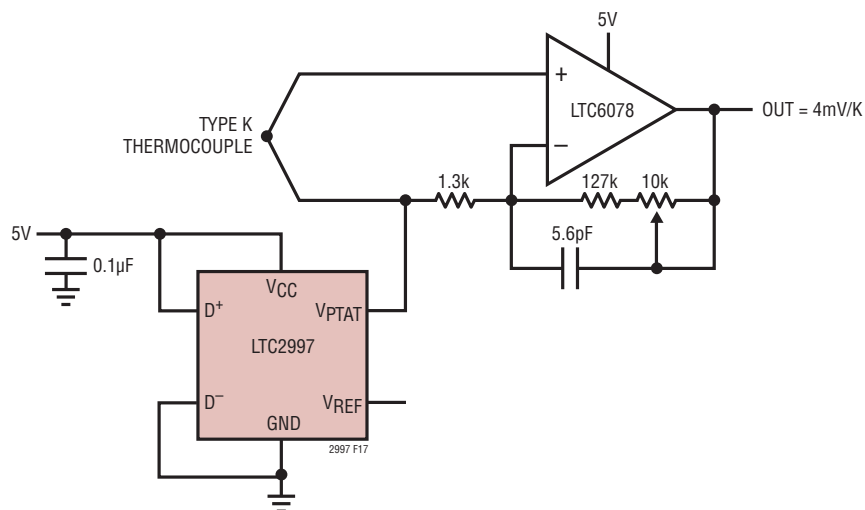 5V
+
LTC6078
OUT = 4mV/K
TYPE K
THERMOCOUPLE
–
1.3k
127k
10k
5V
5.6pF
0.1µF
VCC
D+
VPTAT
LTC2997
D–
VREF
GND
2997 F17